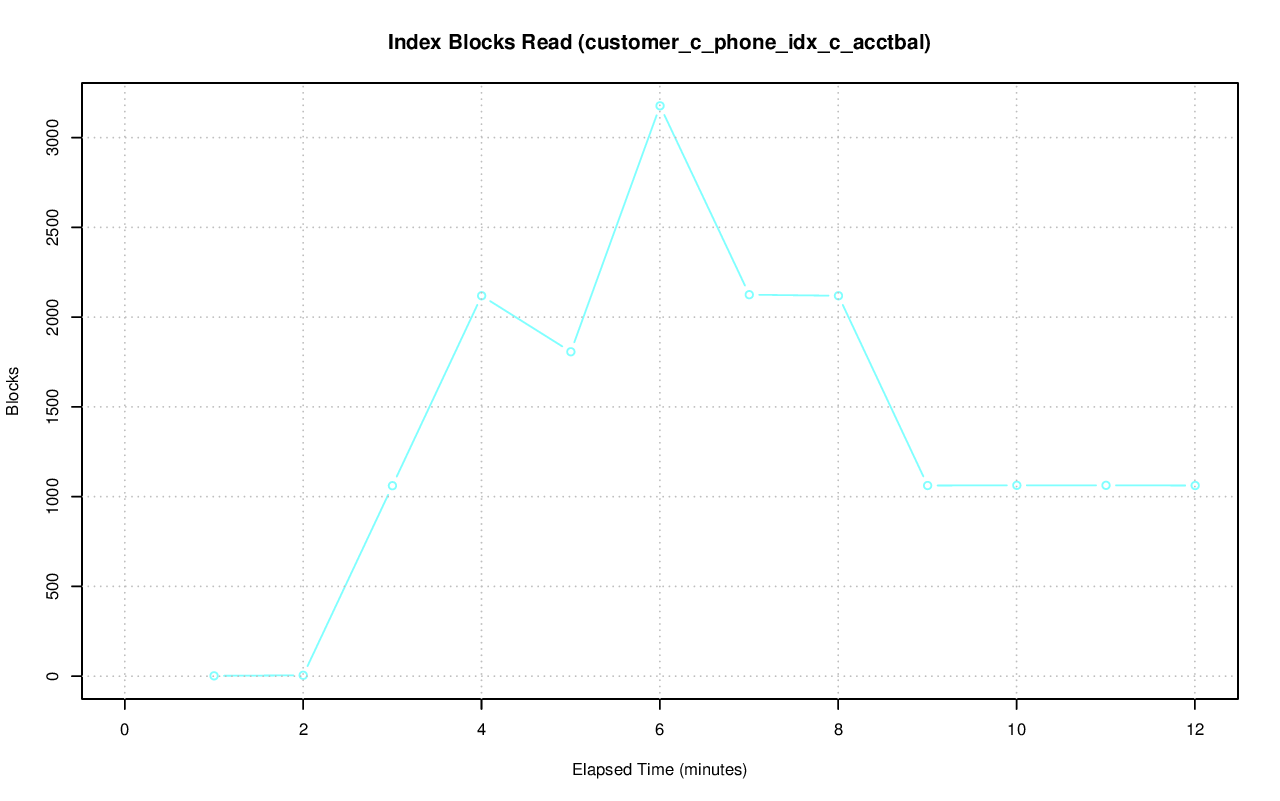 Index Blocks Read (customer_c_phone_idx_c_acctbal)
3000
2500
2000
1500
1000
500
0
Blocks
0 2 4 6 8 10 12
Elapsed Time (minutes)